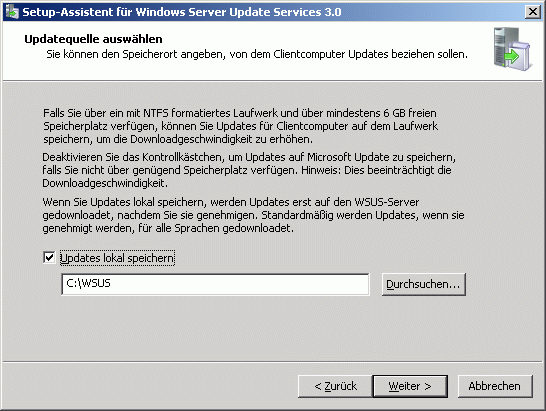 Setup-Assistent für Windows Server Update Services 3.0
Updatequelle auswählen
Sie können den Speicherort angeben, von dem Clientcomputer Updates beziehen sollen.
Falls Sie über ein mit NTFS formatiertes Laufwerk und über mindestens 6 GB freien
Speicherplatz verfügen, können Sie Updates für Clientcomputer auf dem Laufwerk
speichern, um die Downloadgeschwindigkeit zu erhöhen.
Deaktivieren Sie das Kontrollkästchen, um Updates auf Microsoft Update zu speichern,
falls Sie nicht über genügend Speicherplatz verfügen. Hinweis: Dies beeinträchtigt die
Downloadgeschwindigkeit.
Wenn Sie Updates lokal speichern, werden Updates erst auf den WSUS-Server
gedownloadet, nachdem Sie sie genehmigen. Standardmäßig werden Updates, wenn sie
genehmigt werden, für alle Sprachen gedownloadet.
Updates lokal speichern
C:\WSUS
Durchsuchen...
< Zurück
Weiter >
Abbrechen